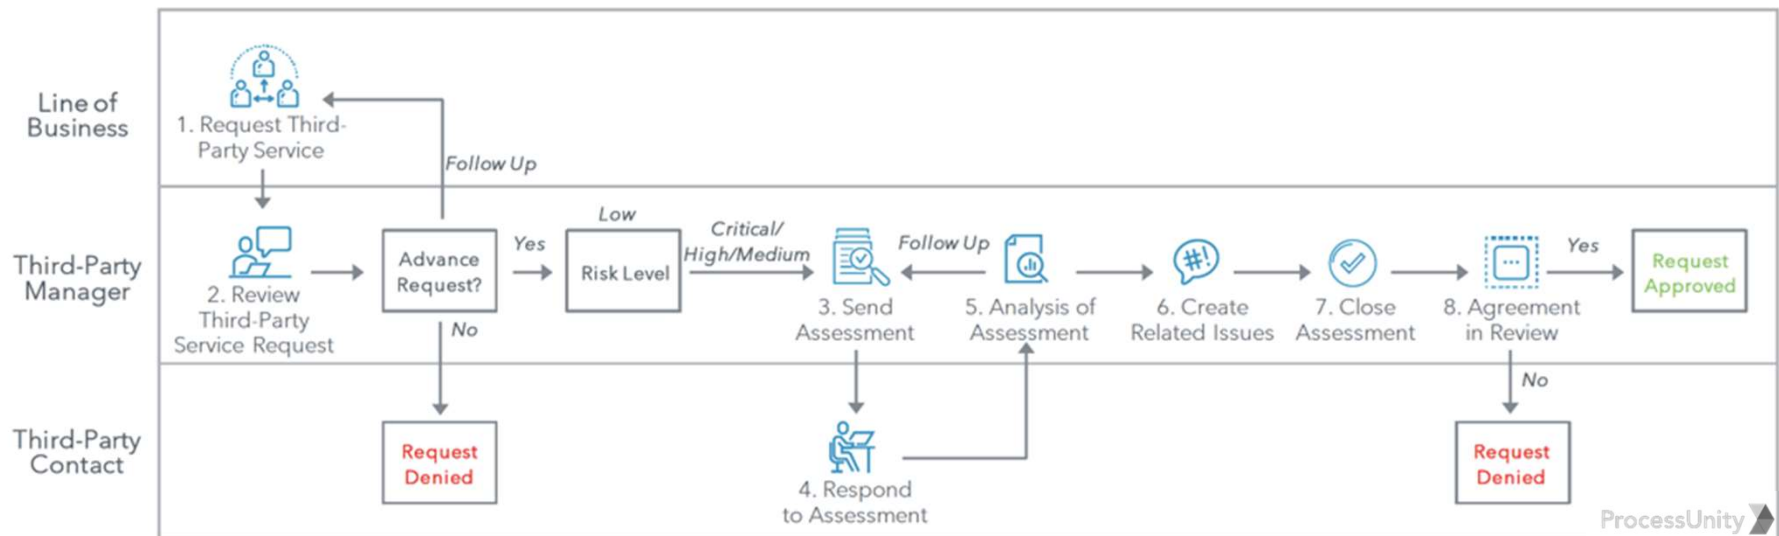 Line of
Business
1. Request Third-
Party Service
Follow Up
Third-Party
Manager
2. Review
Third-Party
Service Request
Advance
Request?
Yes
No
Low
Risk Level
Critical/
High/Medium
3. Send
Assessment
Follow Up
5. Analysis of
Assessment
#!
6. Create
Related Issues
7. Close
Assessment
8. Agreement
in Review
Yes
Request
Approved
No
Third-Party
Contact
Request
Denied
4. Respond
to Assessment
Request
Denied
ProcessUnity